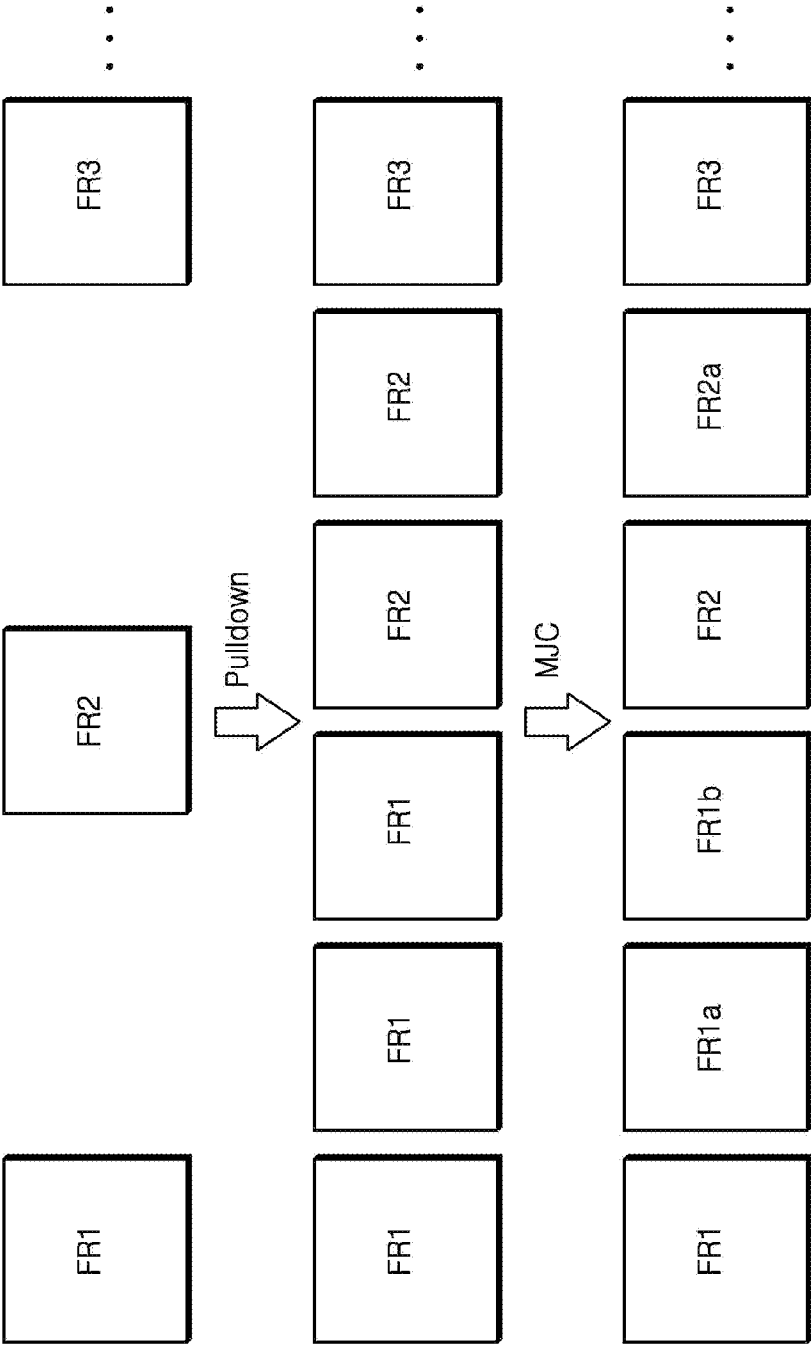 FR1 FR2 FR3 ...
Pulldown
FR1 FR1 FR1 FR2 FR2 FR3 ...
MJC
FR1 FR1a FR1b FR2 FR2a FR3 ...